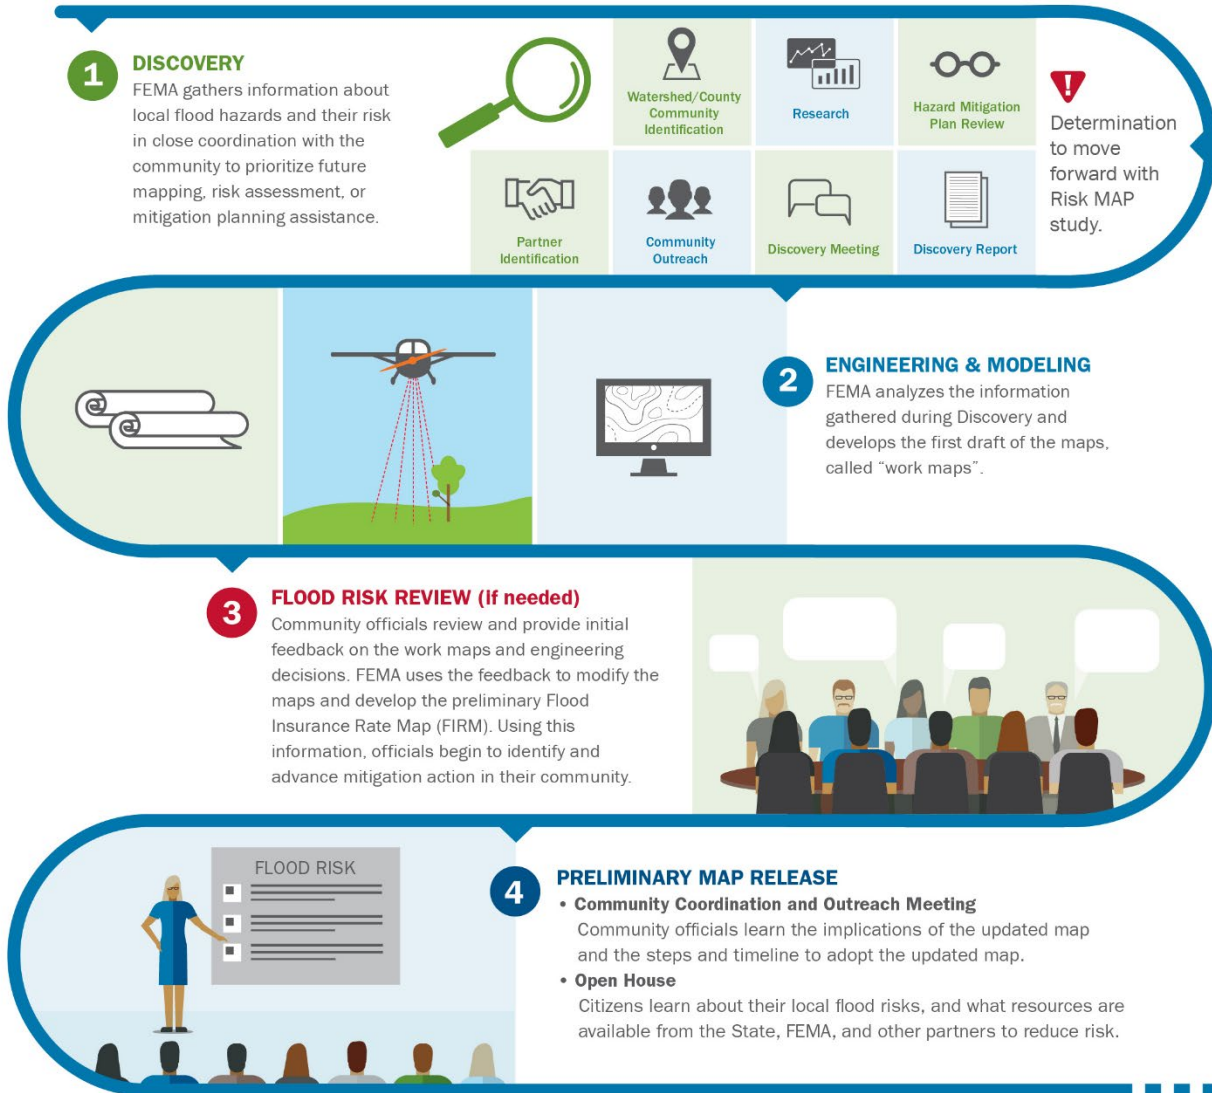 1
DISCOVERY
FEMA gathers information about
local flood hazards and their risk
in close coordination with the
community to prioritize future
mapping, risk assessment, or
mitigation planning assistance.
Watershed/County
Community
Identification
Research
Hazard Mitigation
Plan Review
Partner
Identification
Community
Outreach
Discovery Meeting
Discovery Report
!
Determination
to move
forward with
Risk MAP
study.
2
ENGINEERING & MODELING
FEMA analyzes the information
gathered during Discovery and
develops the first draft of the maps,
called “work maps”.
3
FLOOD RISK REVIEW (if needed)
Community officials review and provide initial
feedback on the work maps and engineering
decisions. FEMA uses the feedback to modify the
maps and develop the preliminary Flood
Insurance Rate Map (FIRM). Using this
information, officials begin to identify and
advance mitigation action in their community.
FLOOD RISK
4
PRELIMINARY MAP RELEASE
• Community Coordination and Outreach Meeting
Community officials learn the implications of the updated map
and the steps and timeline to adopt the updated map.
• Open House
Citizens learn about their local flood risks, and what resources are
available from the State, FEMA, and other partners to reduce risk.